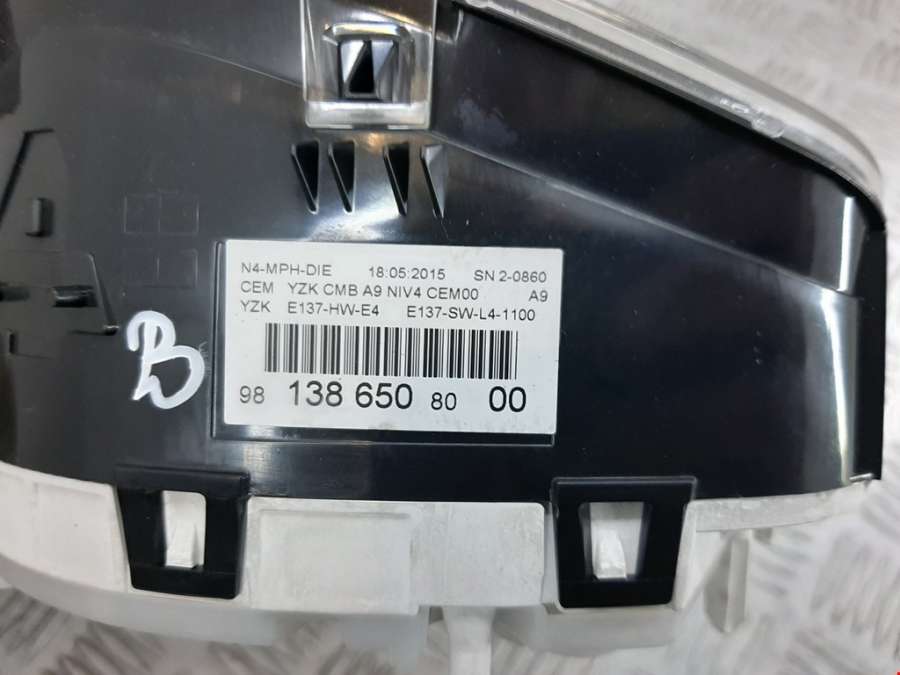 N4-MPH-DIE 18:05:2015 SN 2-0860
CEM YZK CMB A9 NIV4 CEM00 A9
YZK E137-HW-E4 E137-SW-L4-1100
98 138 650 80 00
B